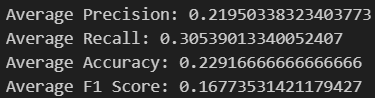 Average Precision: 0.21950338323403773
Average Recall: 0.30539013340052407
Average Accuracy: 0.22916666666666666
Average F1 Score: 0.16773531421179427